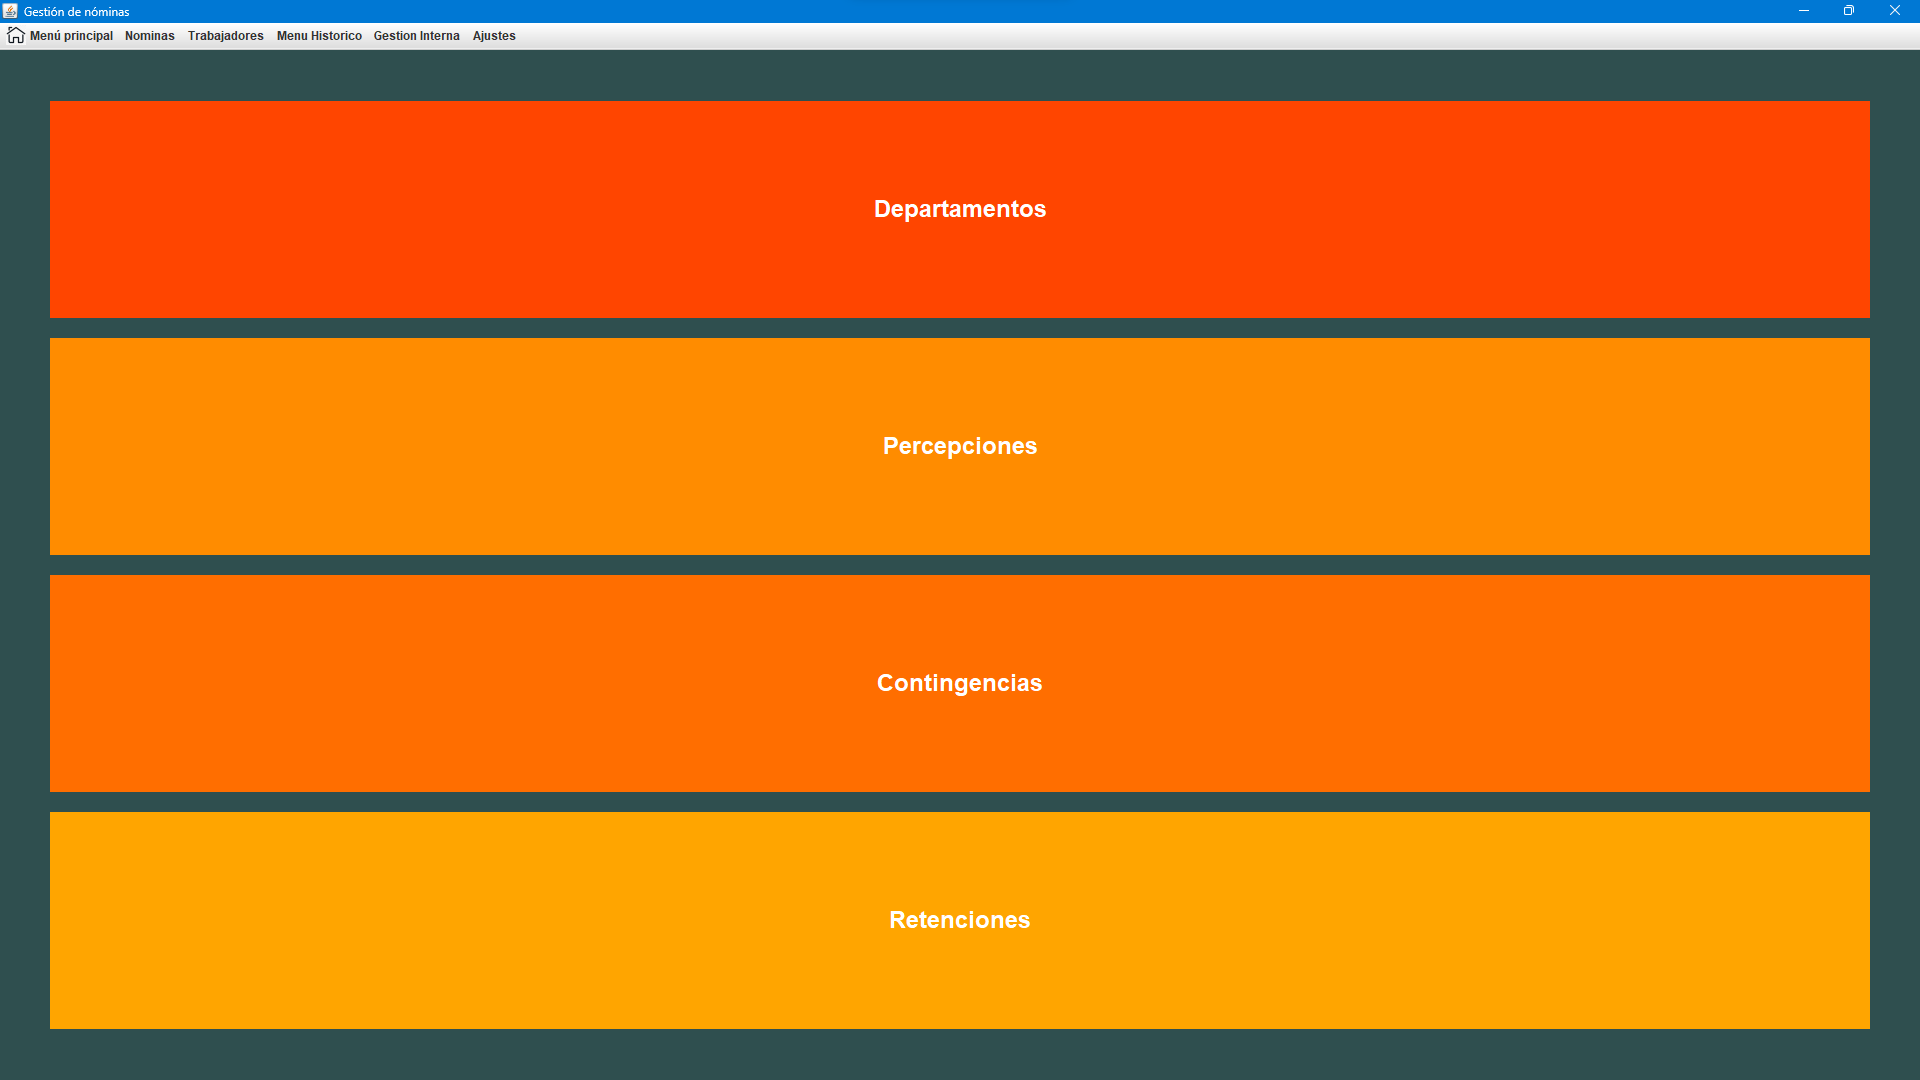 Gestión de nóminas
Menú principal Nominas Trabajadores Menu Historico Gestion Interna Ajustes
Departamentos
Percepciones
Contingencias
Retenciones